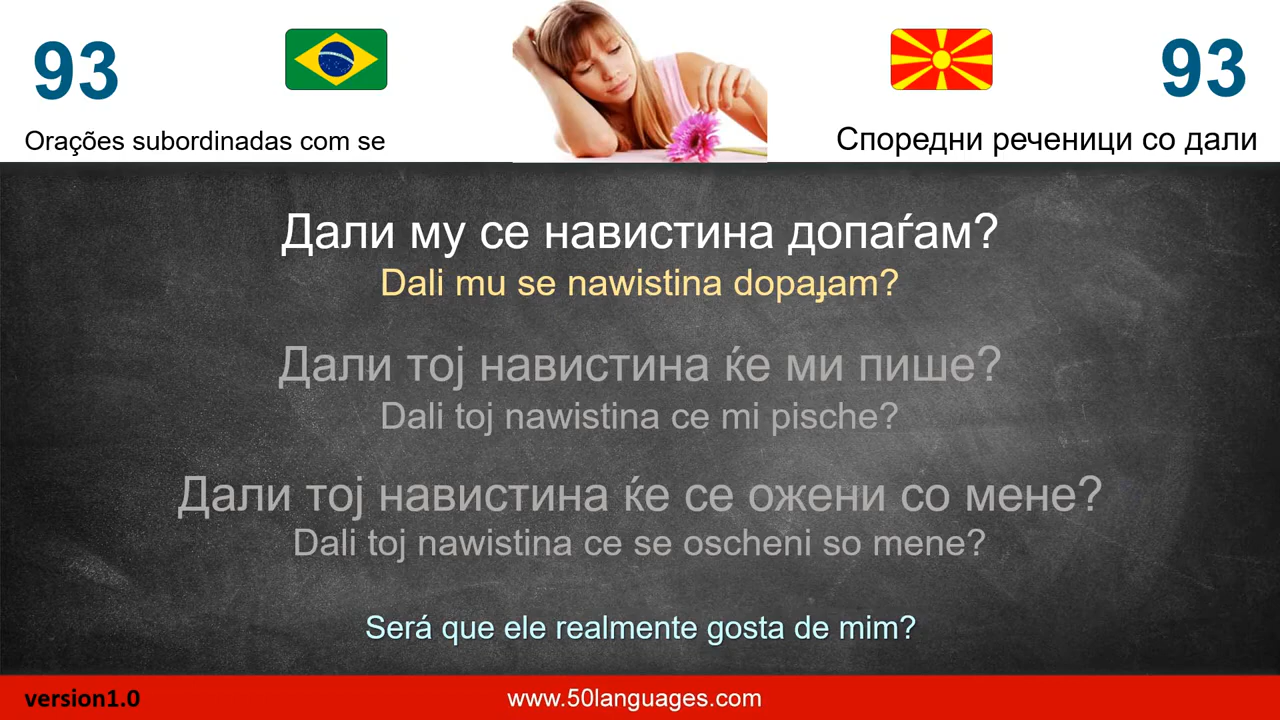 93
93
Orações subordinadas com se
Споредни реченици со дали
Дали му се навистина допаѓам?
Dali mu se nawistina dopaɟam?
Дали тој навистина ќе ми пише?
Dali toj nawistina ce mi pische?
Дали тој навистина ќе се ожени со мене?
Dali toj nawistina ce se oscheni so mene?
Será que ele realmente gosta de mim?
version1.0
www.50languages.com